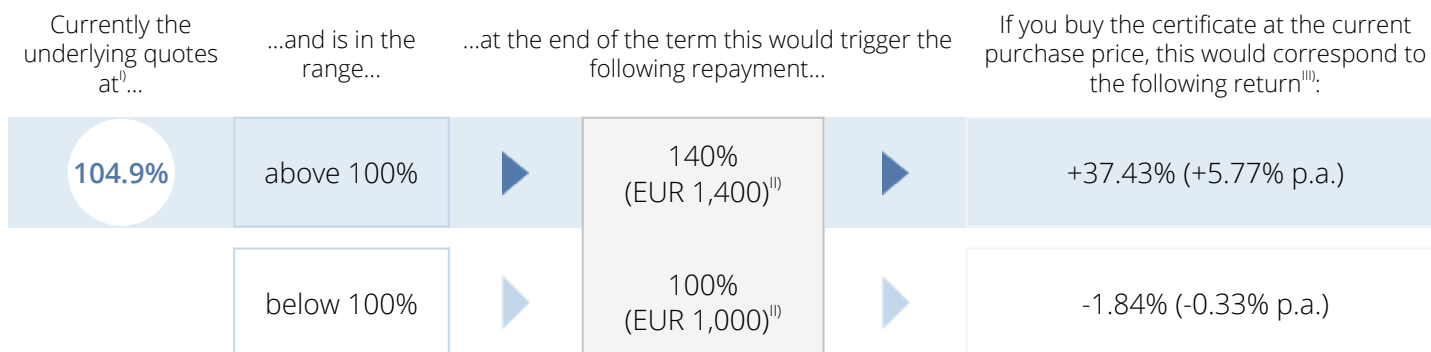 Currently the
underlying quotes
at^I)...
...and is in the
range...
...at the end of the term this would trigger the
following repayment...
If you buy the certificate at the current
purchase price, this would correspond to
the following return^III):
104.9%
above 100%
140%
(EUR 1,400)^II)
+37.43% (+5.77% p.a.)
below 100%
100%
(EUR 1,000)^II)
-1.84% (-0.33% p.a.)